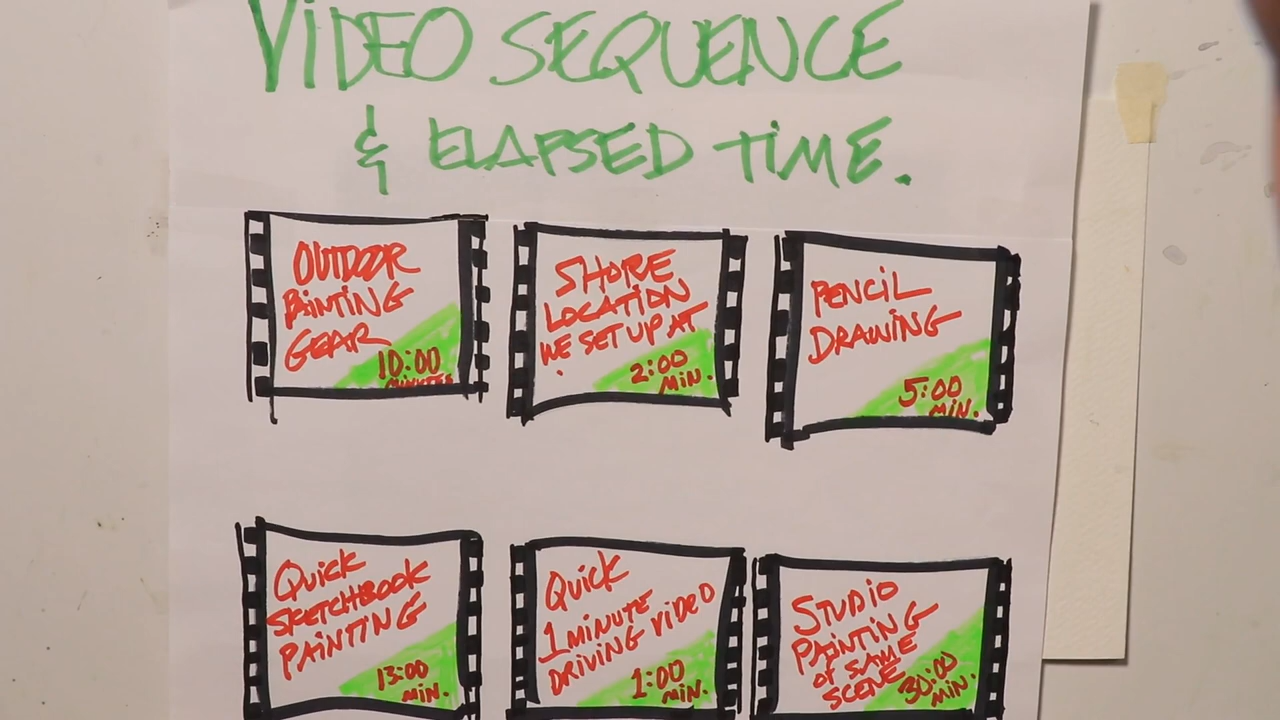 VIDEO SEQUENCE
& ELAPSED TIME.
OUTDOOR
PAINTING
GEAR
10:00
MINUTES
SHORE
LOCATION
WE SET UP AT
2:00
MIN.
PENCIL
DRAWING
5:00
MIN.
QUICK
SKETCHBOOK
PAINTING
13:00
MIN.
QUICK
1 MINUTE
DRIVING VIDEO
1:00
MIN.
STUDIO
PAINTING
OF SAME
SCENE
30:00
MIN.